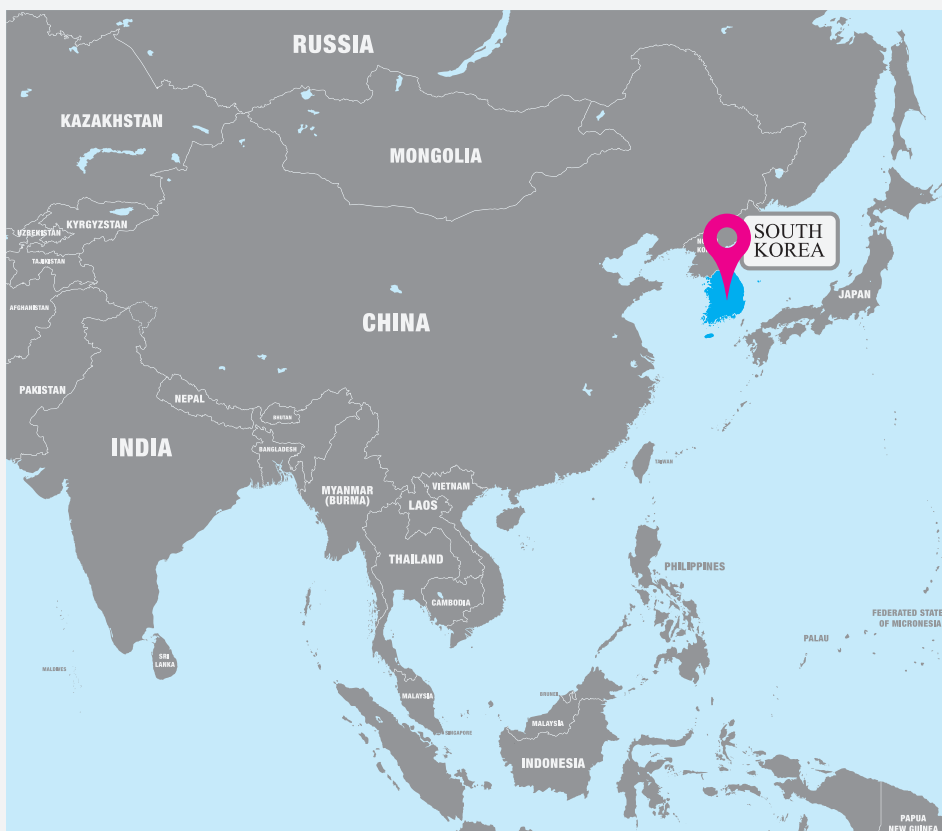 RUSSIA
KAZAKHSTAN
MONGOLIA
KYRGYZSTAN
UZBEKISTAN
TAJIKISTAN
SOUTH
KOREA
AFGHANISTAN
JAPAN
CHINA
PAKISTAN
NEPAL
BHUTAN
INDIA
BANGLADESH
TAIWAN
MYANMAR
(BURMA)
VIETNAM
LAOS
THAILAND
PHILIPPINES
CAMBODIA
FEDERATED STATE
OF MICRONESIA
PALAU
SRI
LANKA
MALDIVES
MALAYSIA
BRUNEI
MALAYSIA
SINGAPORE
INDONESIA
PAPUA
NEW GUINEA